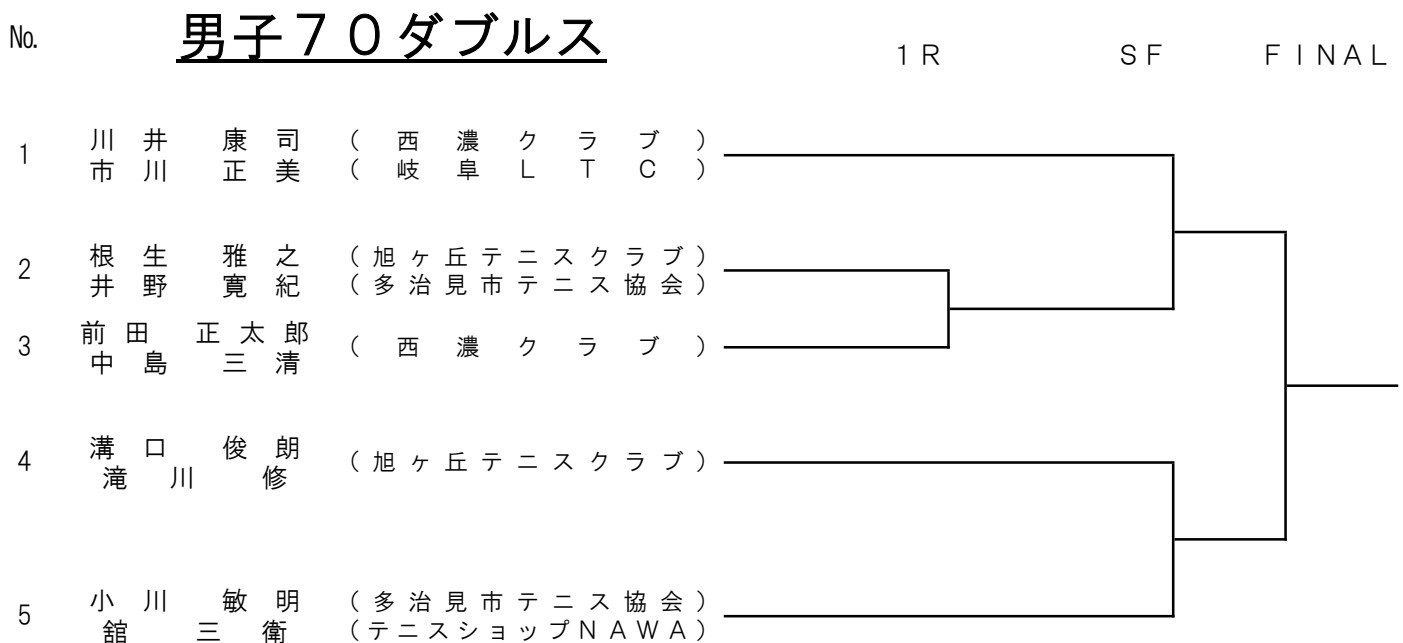 No. 男子７０ダブルス 1R SF FINAL
1 川井 康司 (西濃クラブ)
市川 正美 (岐阜LTC)
2 根生 雅之 (旭ヶ丘テニスクラブ)
井野 寛紀 (多治見市テニス協会)
3 前田 正太郎 (西濃クラブ)
中島 三清
4 溝口 俊朗 (旭ヶ丘テニスクラブ)
滝川 修
5 小川 敏明 (多治見市テニス協会)
舘 三衛 (テニスショップNAWA)